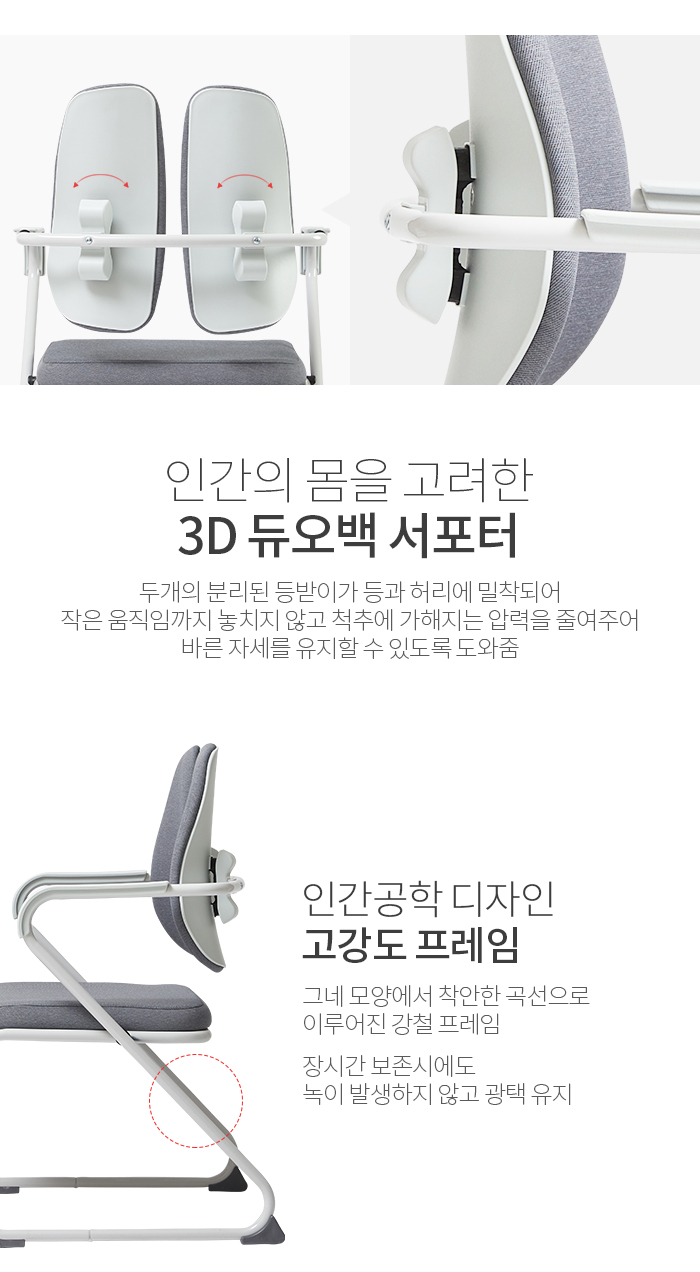 인간의 몸을 고려한
3D 듀오백 서포터
두개의 분리된 등받이가 등과 허리에 밀착되어
작은 움직임까지 놓치지 않고 척추에 가해지는 압력을 줄여주어
바른 자세를 유지할 수 있도록 도와줌
인간공학 디자인
고강도 프레임
그네 모양에서 착안한 곡선으로
이루어진 강철 프레임
장시간 보존시에도
녹이 발생하지 않고 광택 유지